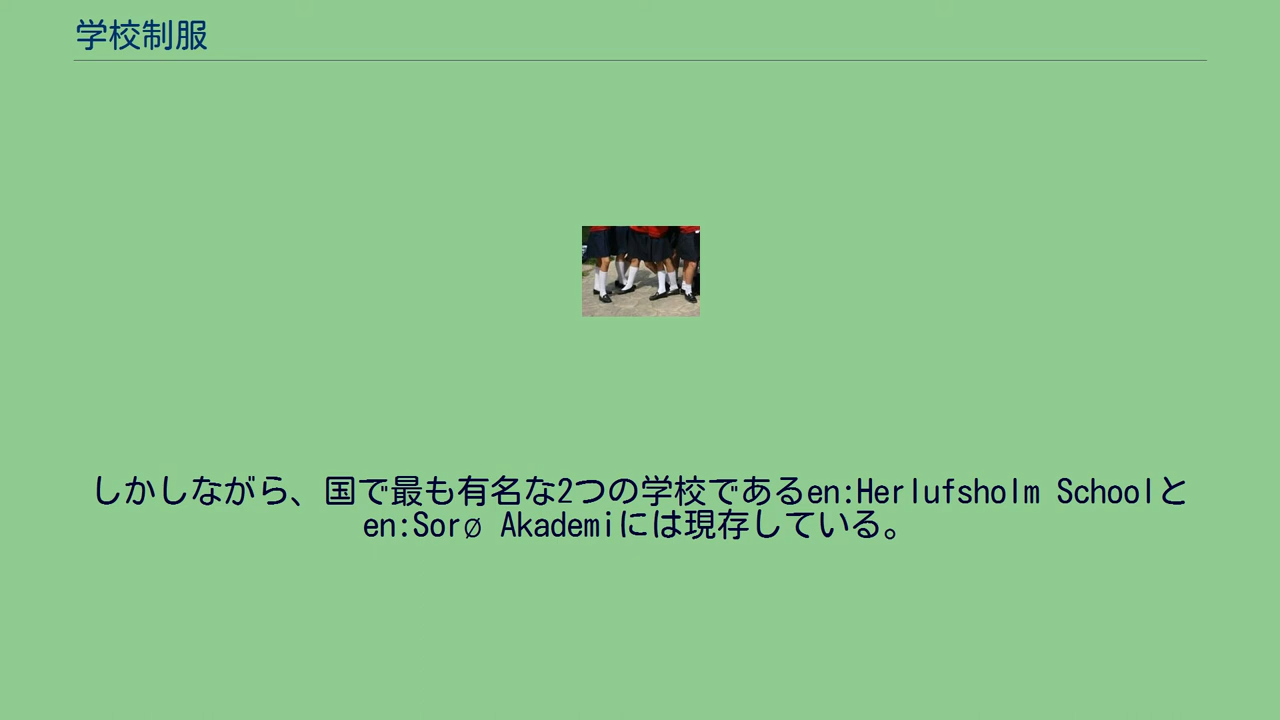 学校制服
しかしながら、国で最も有名な2つの学校であるen:Herlufsholm Schoolと
en:Sorø Akademiには現存している。